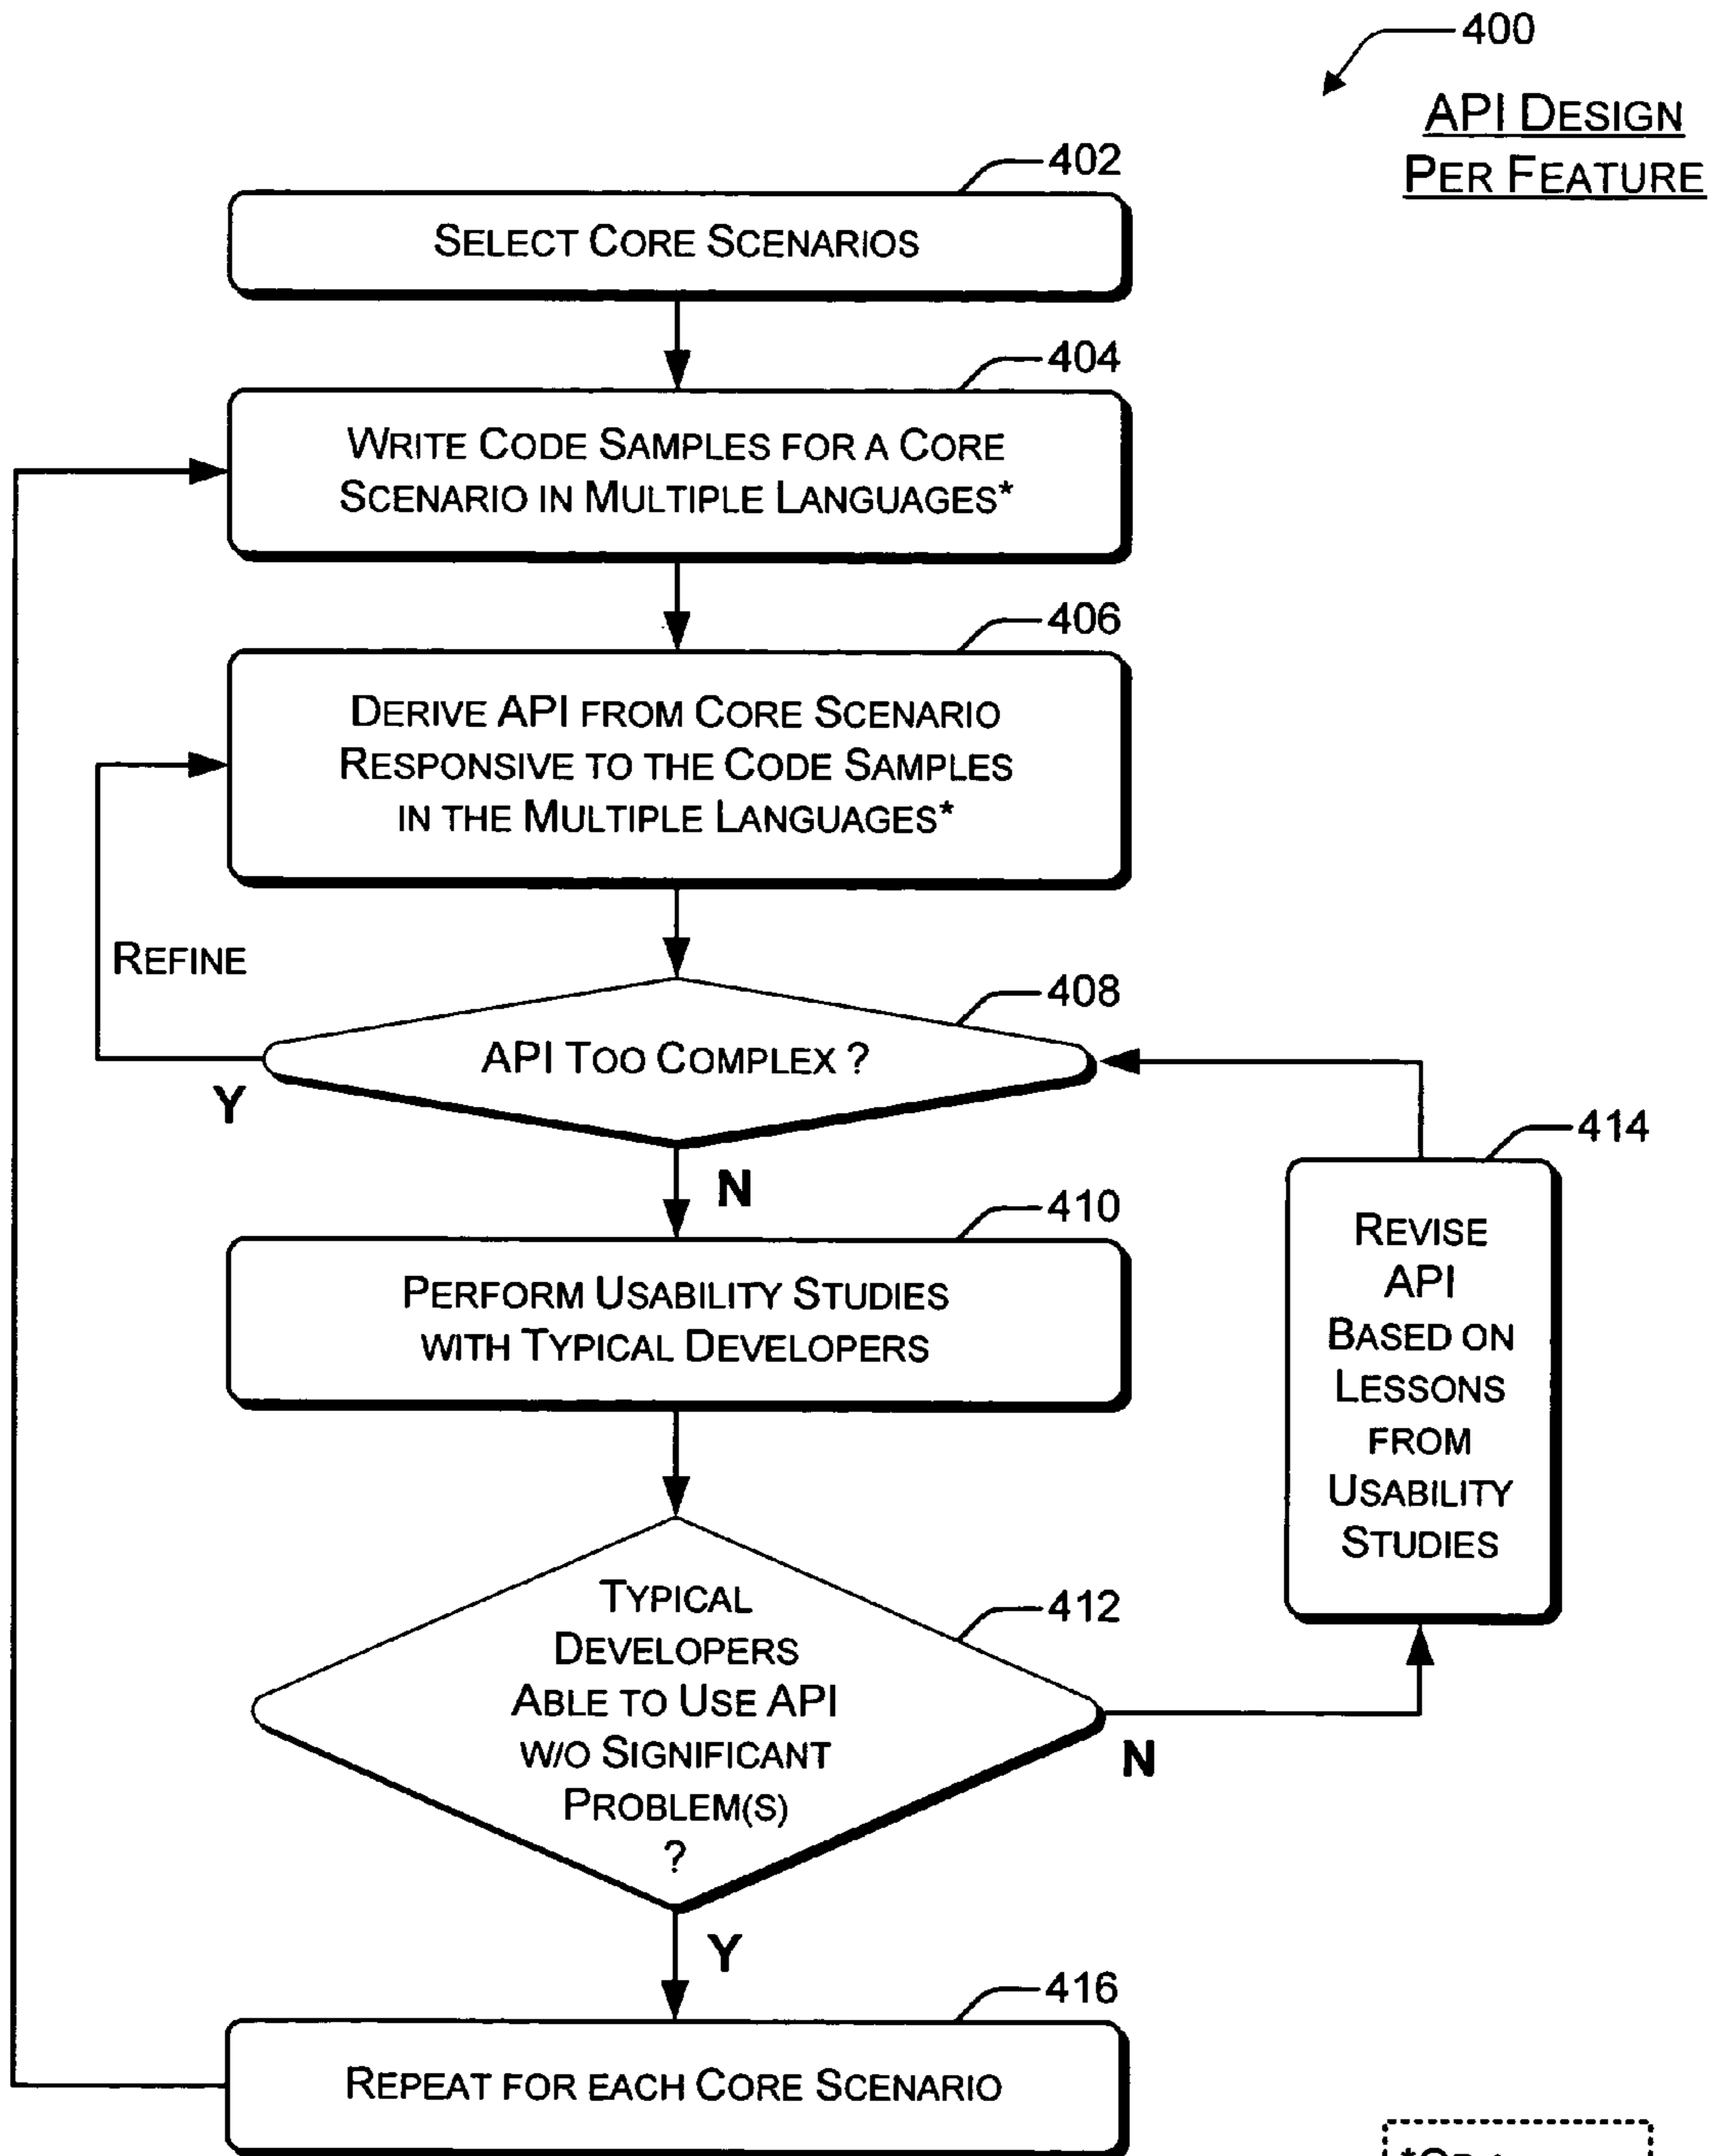 400
API DESIGN
PER FEATURE
402
SELECT CORE SCENARIOS
404
WRITE CODE SAMPLES FOR A CORE
SCENARIO IN MULTIPLE LANGUAGES*
406
DERIVE API FROM CORE SCENARIO
RESPONSIVE TO THE CODE SAMPLES
IN THE MULTIPLE LANGUAGES*
REFINE
408
API TOO COMPLEX ?
Y
N
410
PERFORM USABILITY STUDIES
WITH TYPICAL DEVELOPERS
414
REVISE
API
BASED ON
LESSONS
FROM
USABILITY
STUDIES
412
TYPICAL
DEVELOPERS
ABLE TO USE API
W/O SIGNIFICANT
PROBLEM(S)
?
N
Y
416
REPEAT FOR EACH CORE SCENARIO